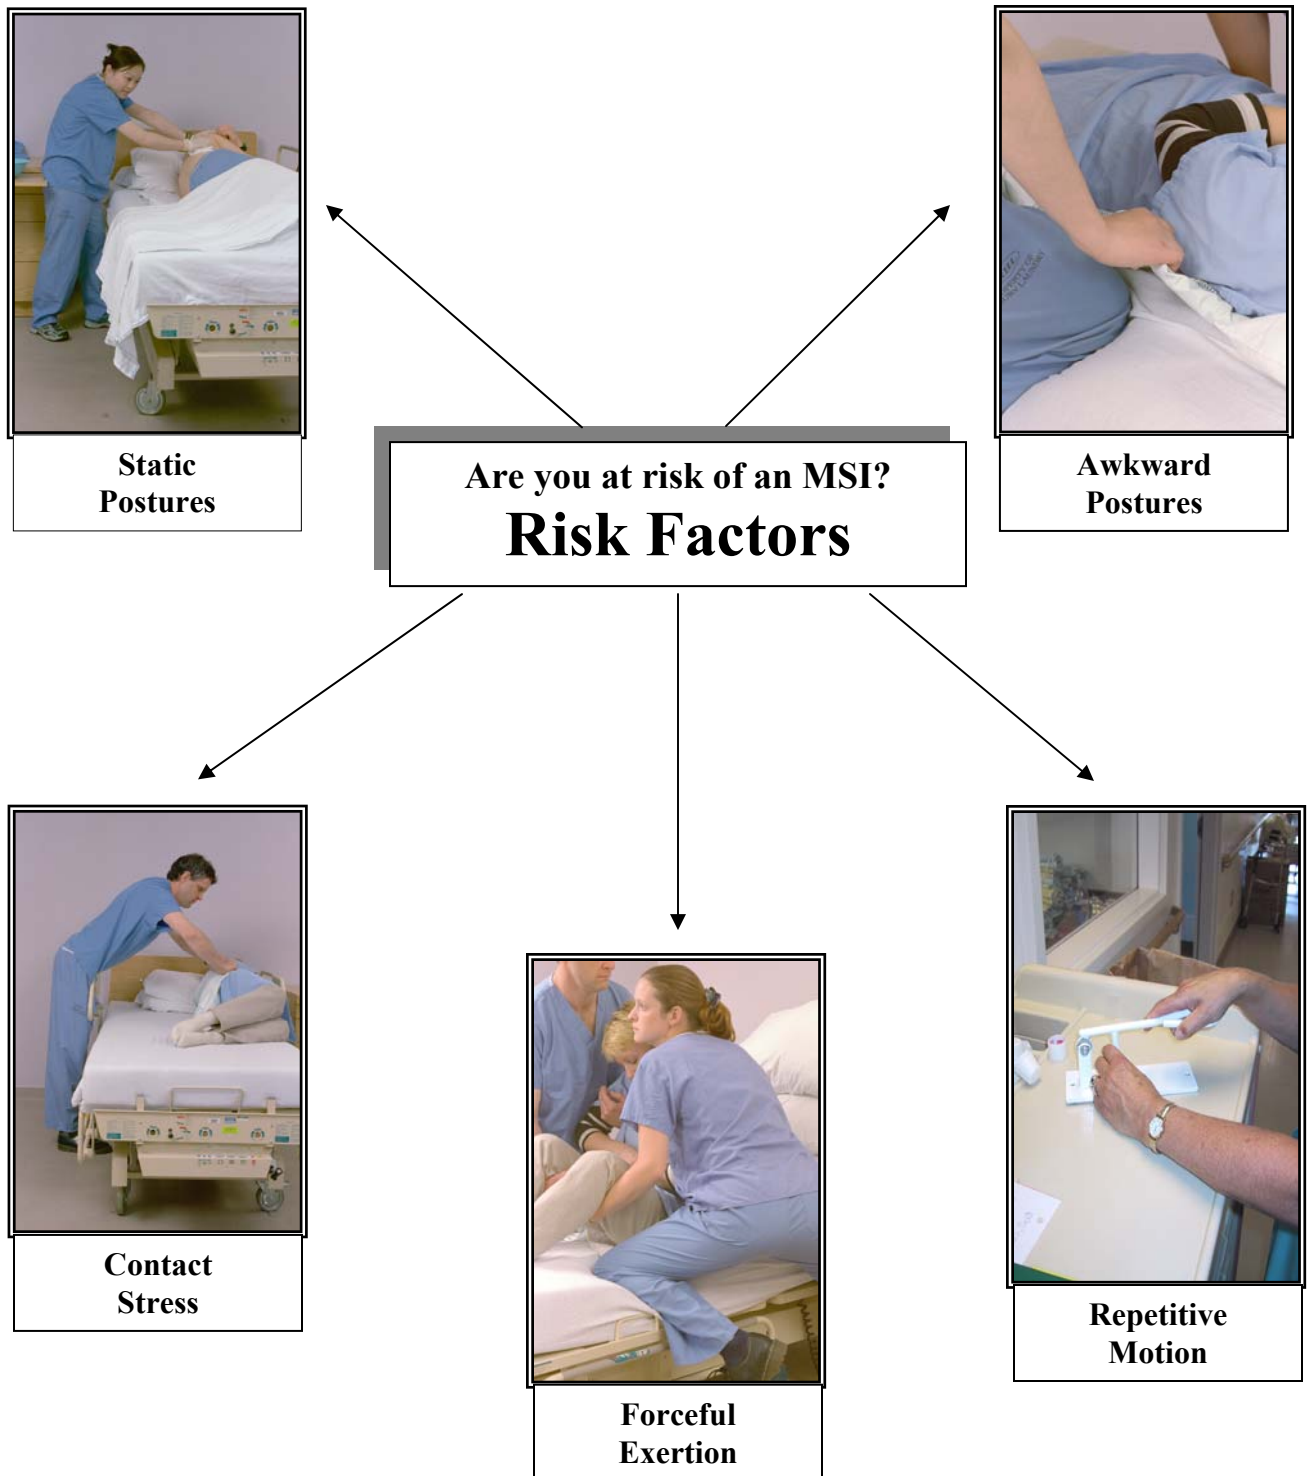 Static
Postures
Awkward
Postures
Are you at risk of an MSI?
Risk Factors
Contact
Stress
Forceful
Exertion
Repetitive
Motion